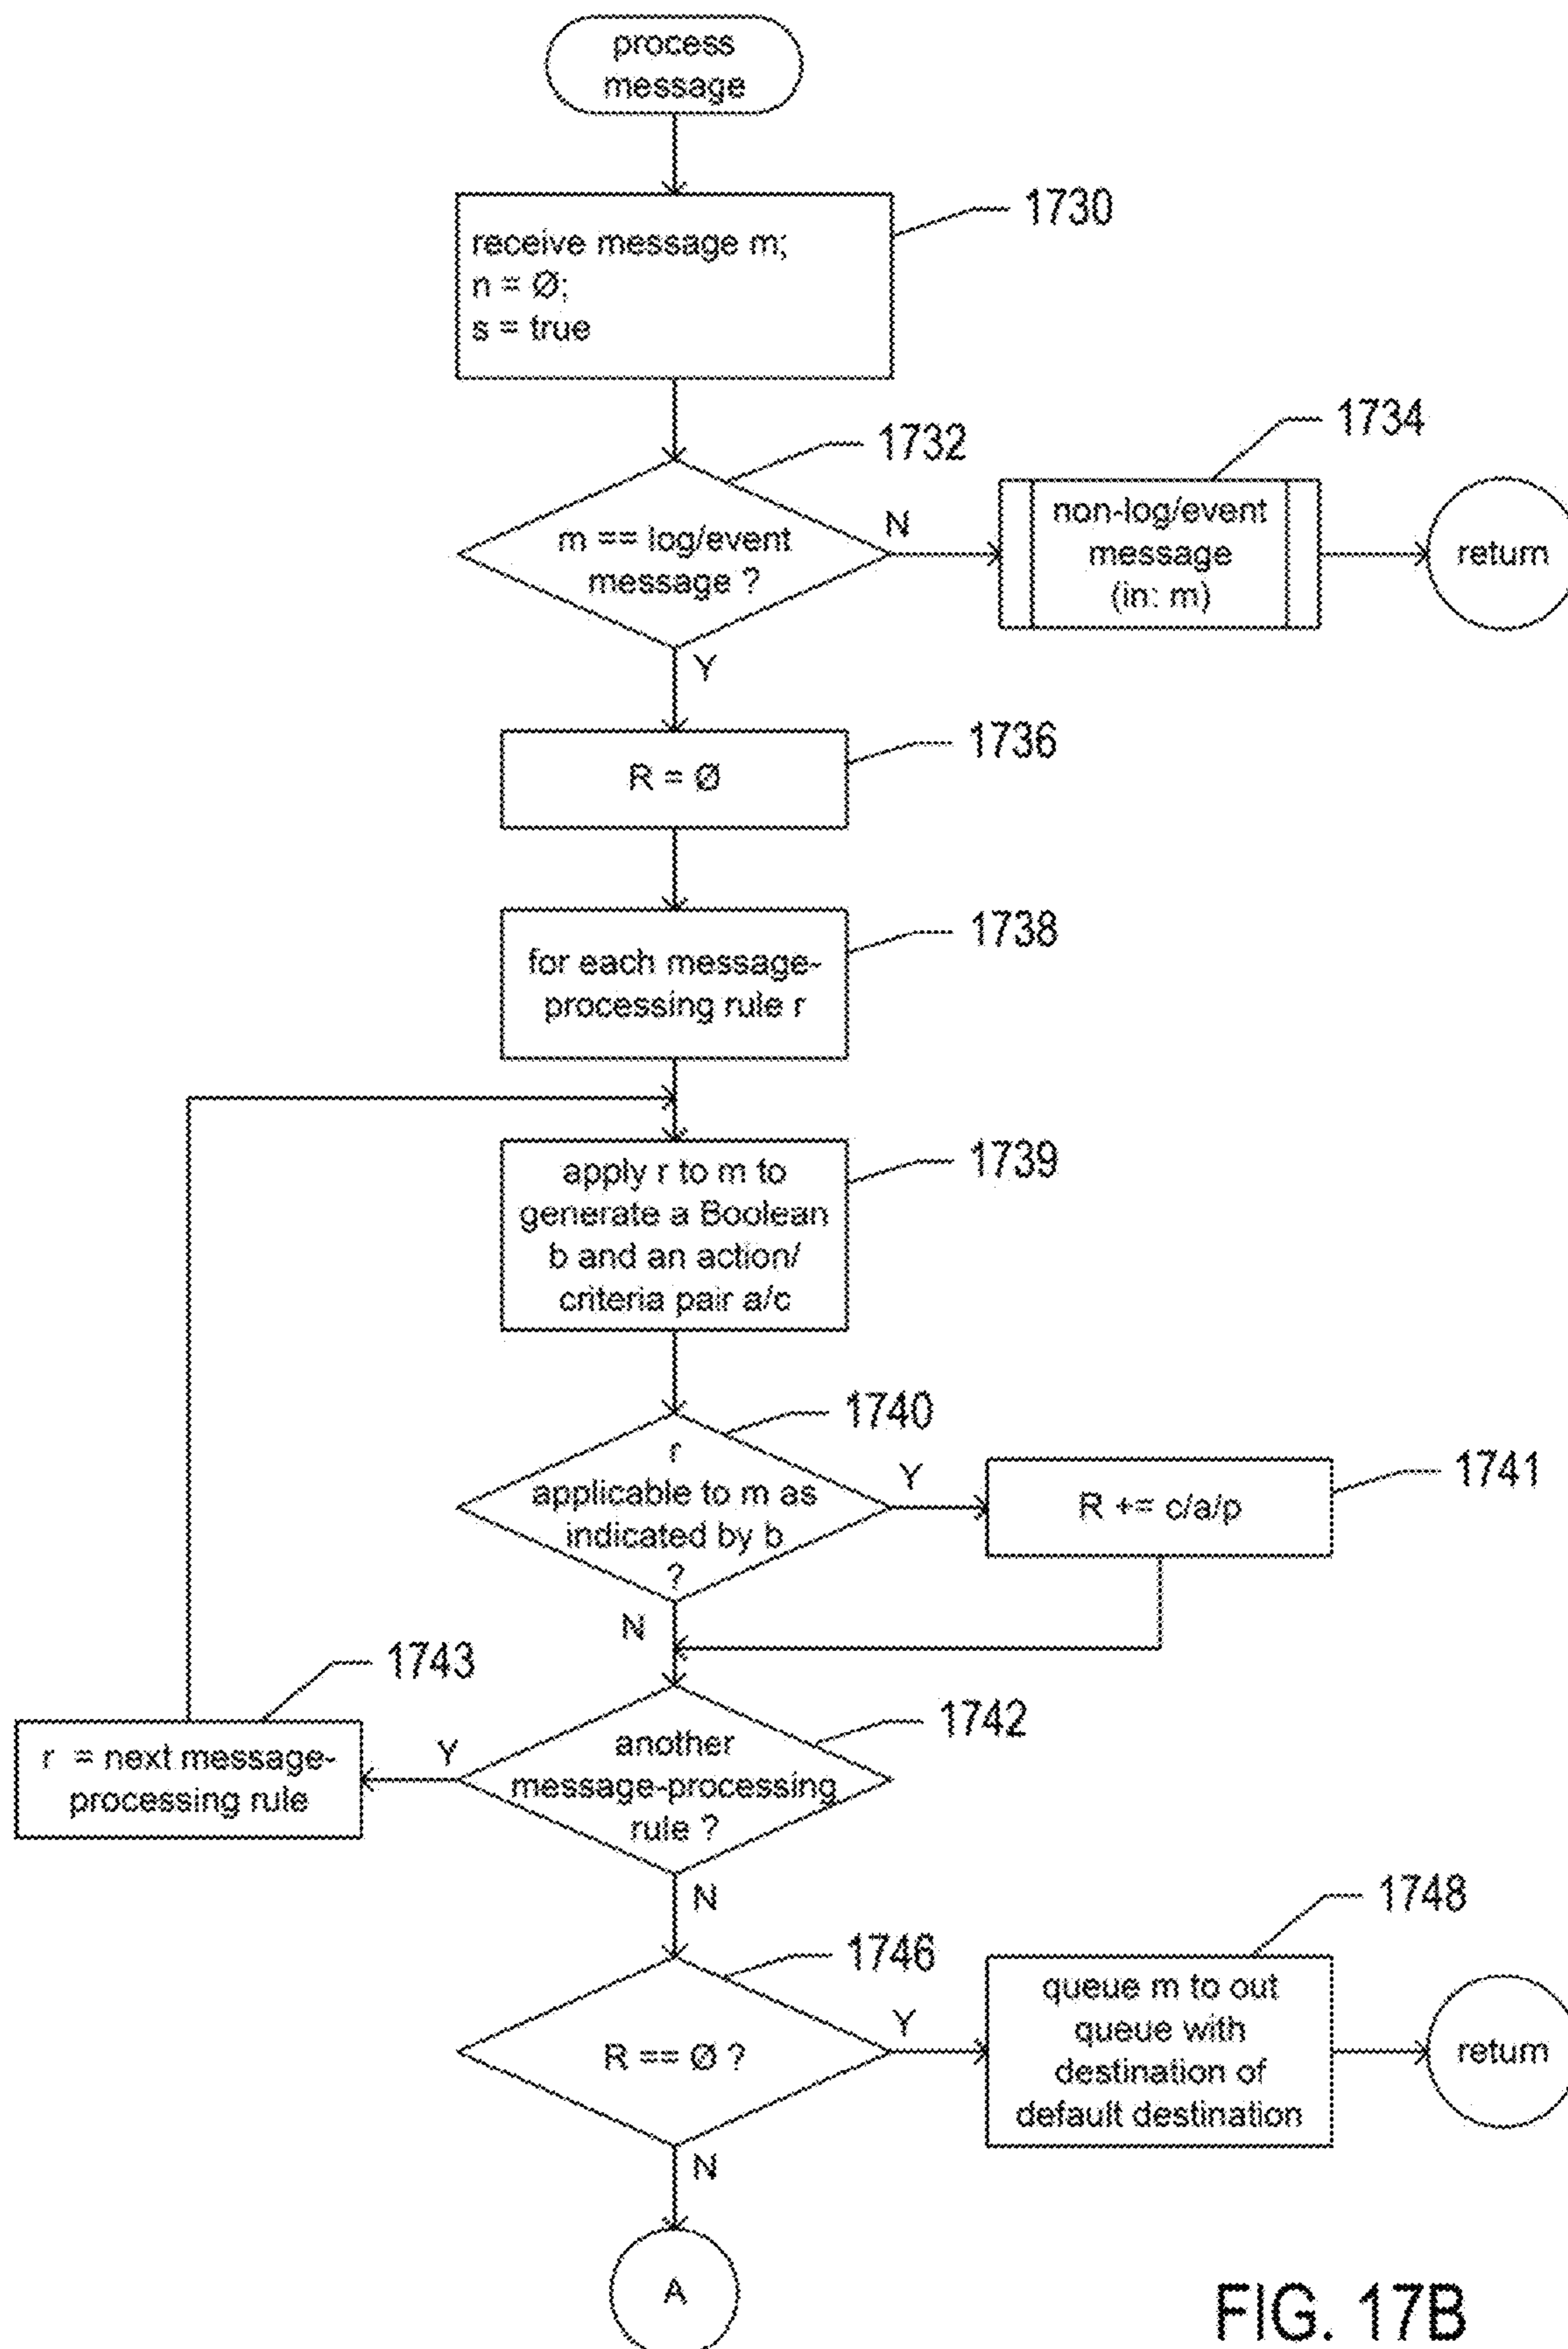 process
message
1730
receive message m;
n = Ø;
s = true
1732
1734
m == log/event
message ?
N
non-log/event
message
(in: m)
return
Y
1736
R = Ø
1738
for each message-
processing rule r
1739
apply r to m to
generate a Boolean
b and an action/
criteria pair a/c
1740
r
applicable to m as
indicated by b
?
Y
1741
R += c/a/p
N
1743
r = next message-
processing rule
Y
1742
another
message-processing
rule ?
N
1746
R == Ø ?
Y
1748
queue m to out
queue with
destination of
default destination
return
N
A
FIG. 17B